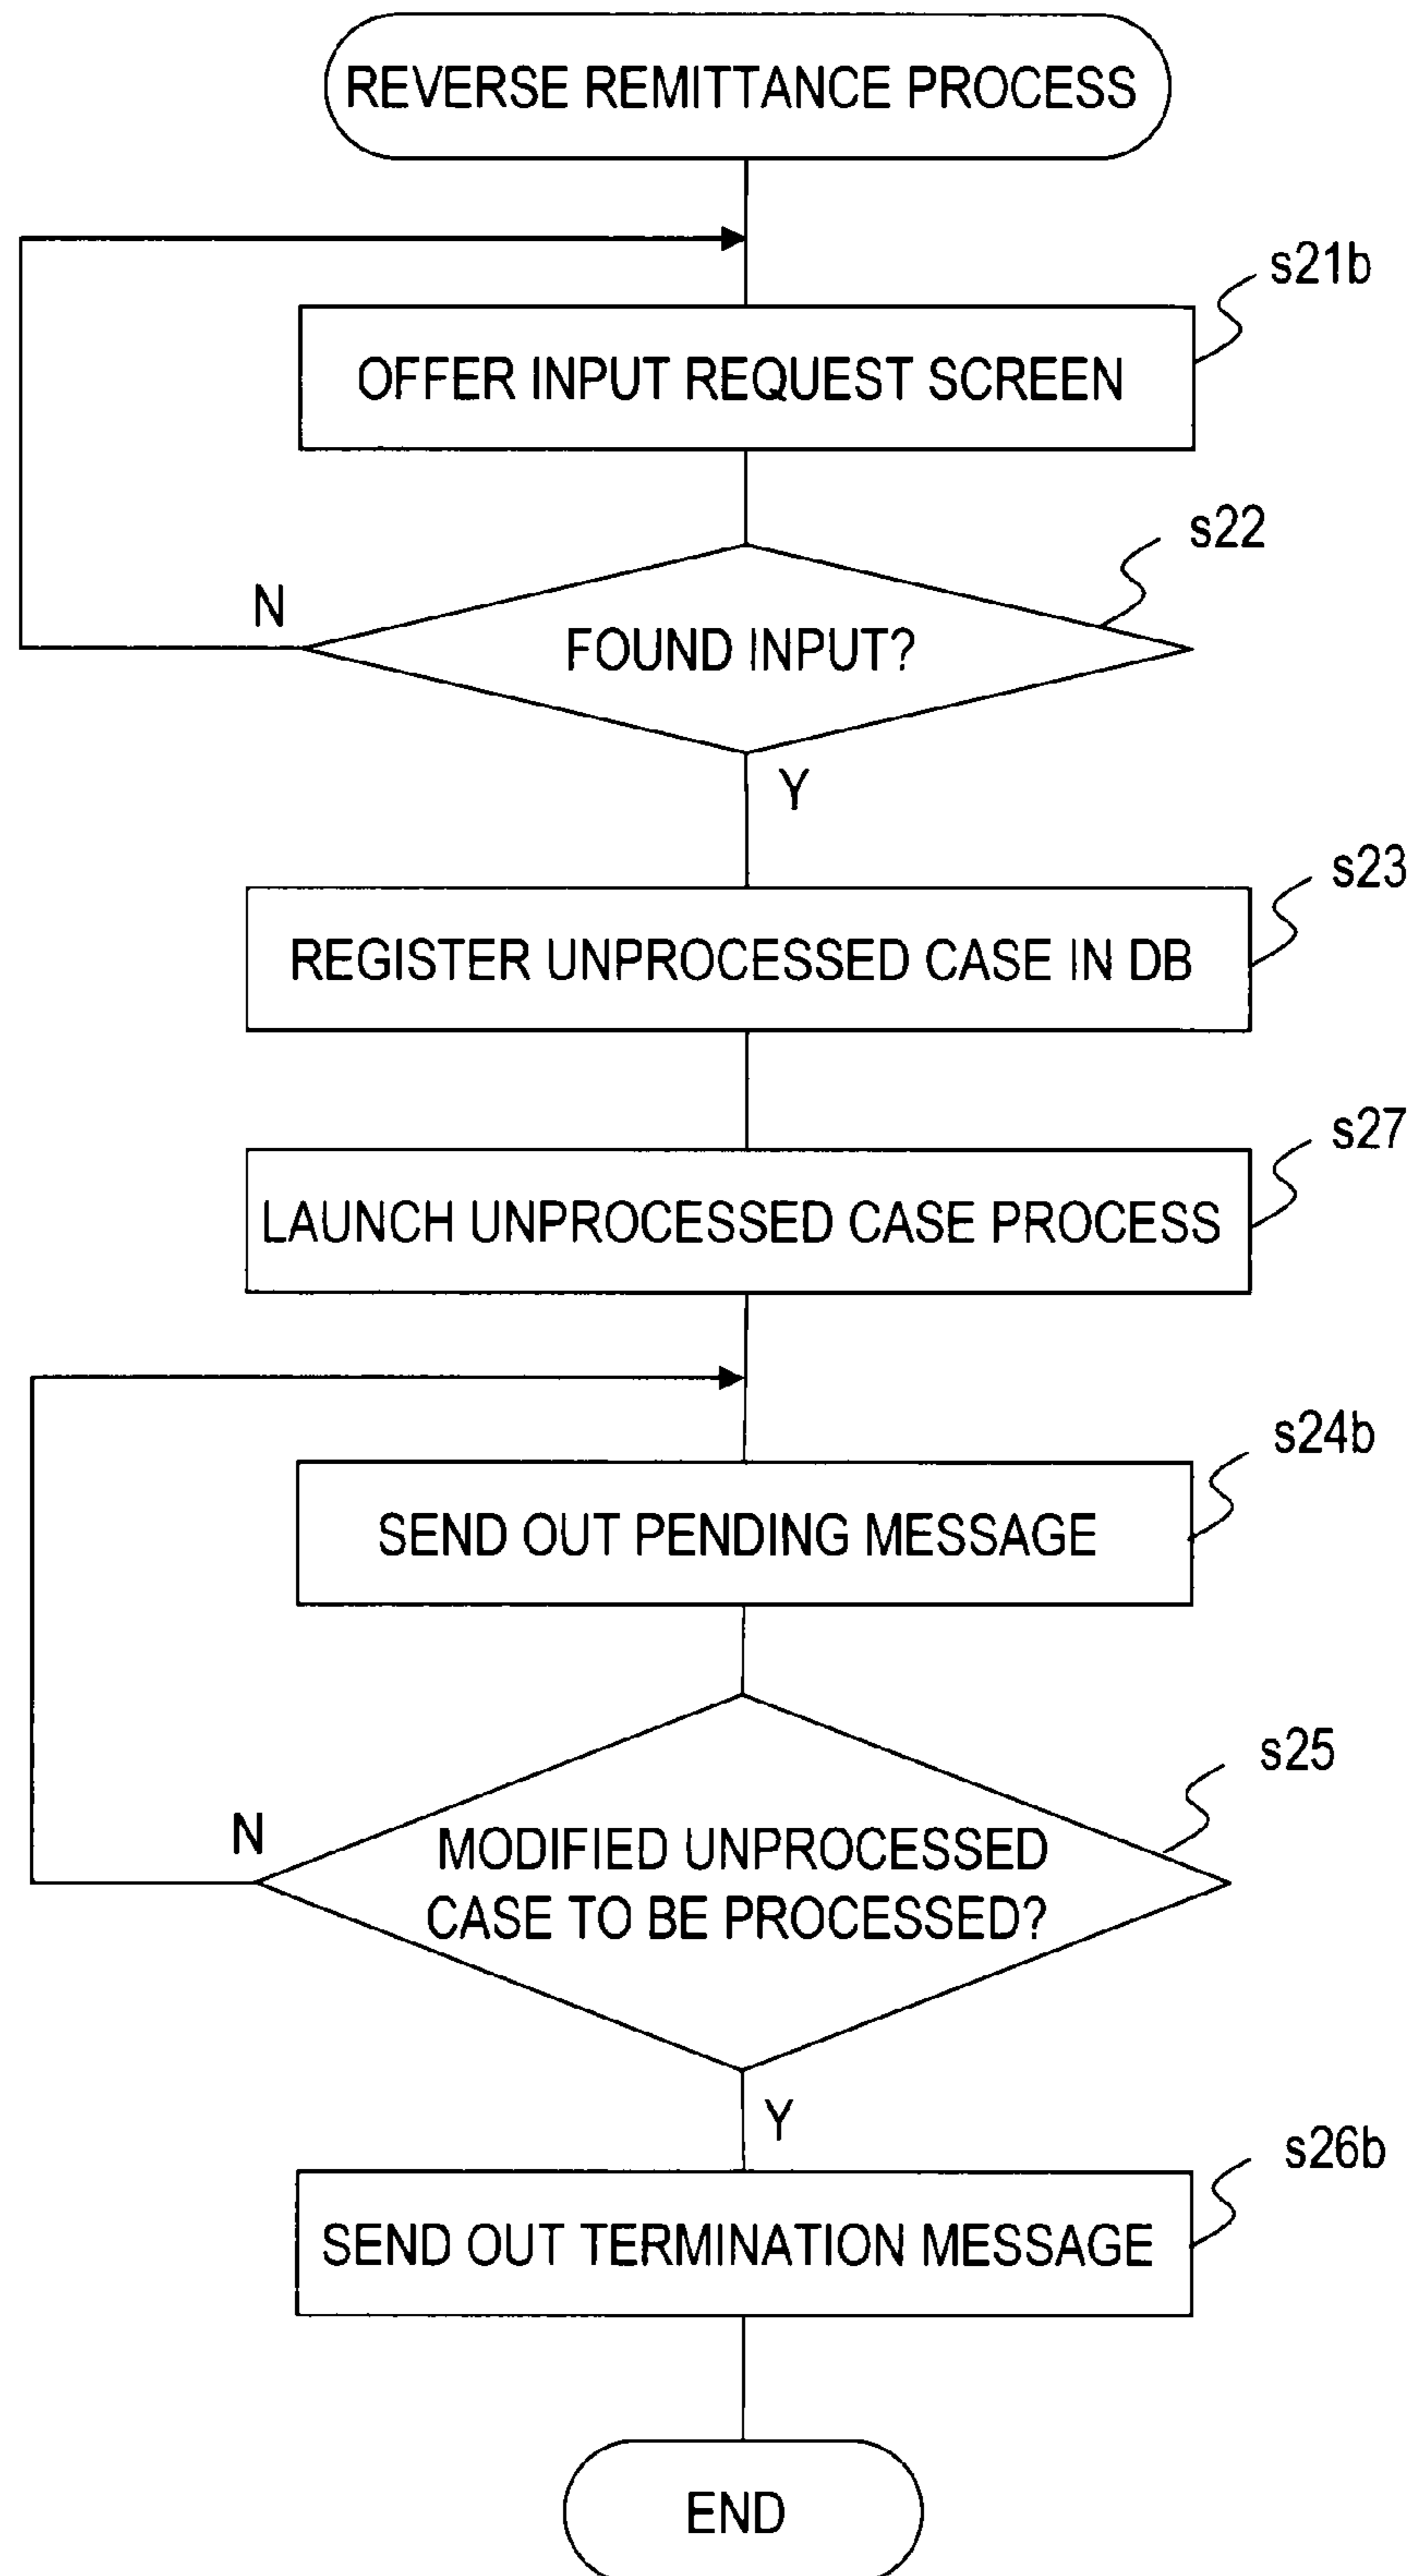 REVERSE REMITTANCE PROCESS
s21b
OFFER INPUT REQUEST SCREEN
s22
N
FOUND INPUT?
Y
s23
REGISTER UNPROCESSED CASE IN DB
s27
LAUNCH UNPROCESSED CASE PROCESS
s24b
SEND OUT PENDING MESSAGE
s25
N
MODIFIED UNPROCESSED
CASE TO BE PROCESSED?
Y
s26b
SEND OUT TERMINATION MESSAGE
END